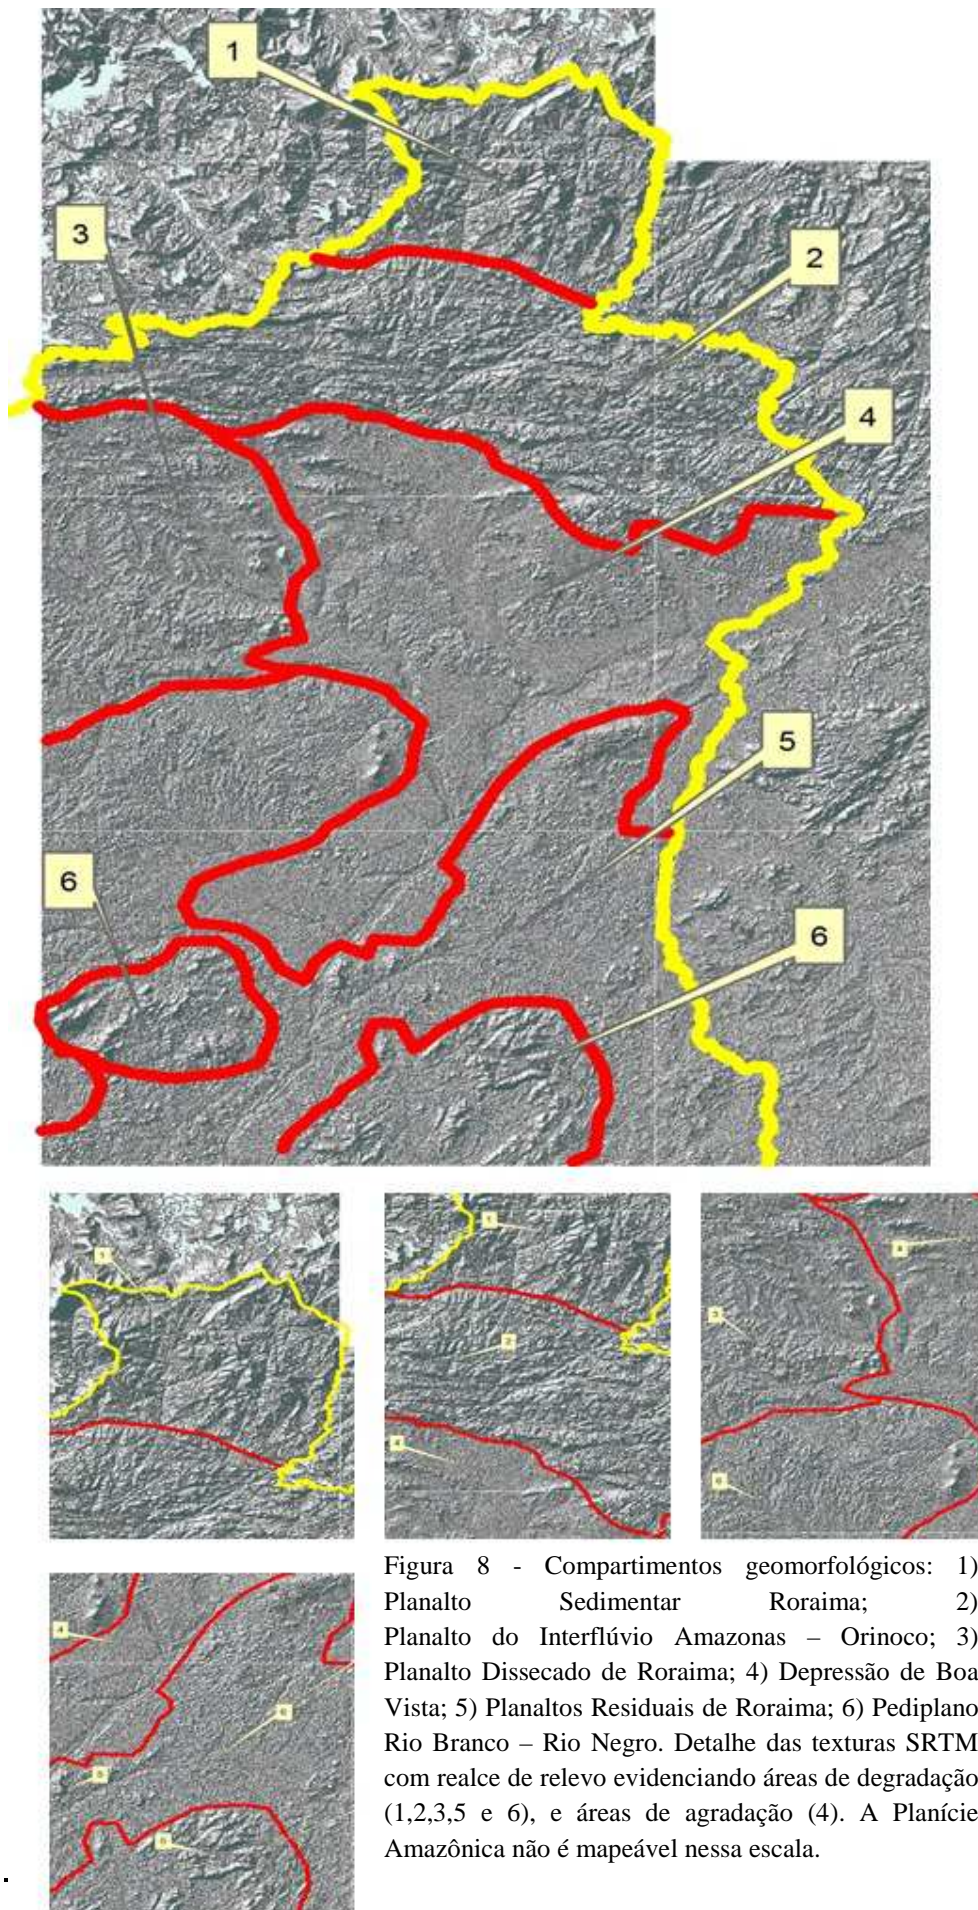 1
3
2
4
5
6
6
Figura 8 - Compartimentos geomorfológicos: 1)
Planalto Sedimentar Roraima; 2)
Planalto do Interflúvio Amazonas – Orinoco; 3)
Planalto Dissecado de Roraima; 4) Depressão de Boa
Vista; 5) Planaltos Residuais de Roraima; 6) Pediplano
Rio Branco – Rio Negro. Detalhe das texturas SRTM
com realce de relevo evidenciando áreas de degradação
(1,2,3,5 e 6), e áreas de agradação (4). A Planície
Amazônica não é mapeável nessa escala.
.